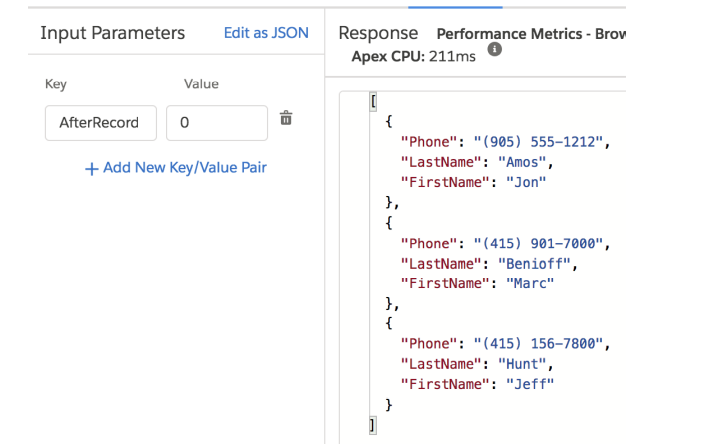 Input Parameters
Edit as JSON
Key
Value
AfterRecord
0
+ Add New Key/Value Pair
Response
Performance Metrics - Brow
Apex CPU: 211ms
[
{
"Phone": "(905) 555-1212",
"LastName": "Amos",
"FirstName": "Jon"
},
{
"Phone": "(415) 901-7000",
"LastName": "Benioff",
"FirstName": "Marc"
},
{
"Phone": "(415) 156-7800",
"LastName": "Hunt",
"FirstName": "Jeff"
}
]